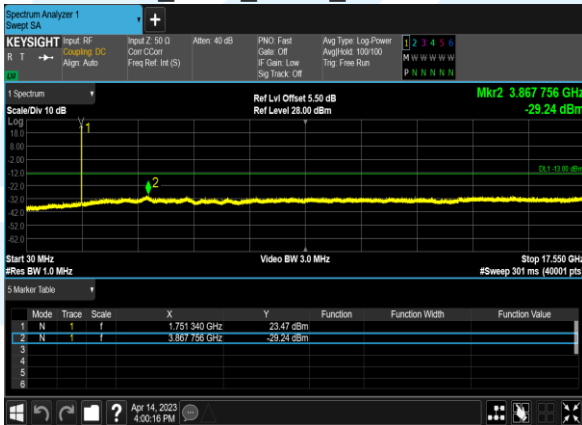 Spectrum Analyzer 1
Swept SA
KEYSIGHT
R T
LW
Input: RF
Coupling: DC
Align: Auto
Input Z: 50 Ω
Corr CCorr
Freq Ref: Int (S)
Atten: 40 dB
PNO: Fast
Gate: Off
IF Gain: Low
Sig Track: Off
Avg Type: Log-Power
Avg|Hold: 100/100
Trig: Free Run
1 2 3 4 5 6
M W W W W W
P N N N N N
1 Spectrum
Scale/Div 10 dB
Ref Lvl Offset 5.50 dB
Ref Level 28.00 dBm
Mkr2 3.867 756 GHz
-29.24 dBm
Log
1
18.0
8.00
-2.00
DL1 -13.00 dBm
-12.0
2
-22.0
-32.0
-42.0
-52.0
-62.0
Start 30 MHz
Video BW 3.0 MHz
Stop 17.550 GHz
#Res BW 1.0 MHz
#Sweep 301 ms (40001 pts)
5 Marker Table
Mode Trace Scale X Y Function Function Width Function Value
1 N 1 f 1.751 340 GHz 23.47 dBm
2 N 1 f 3.867 756 GHz -29.24 dBm
3
4
5
6
?
Apr 14, 2023
4:00:16 PM